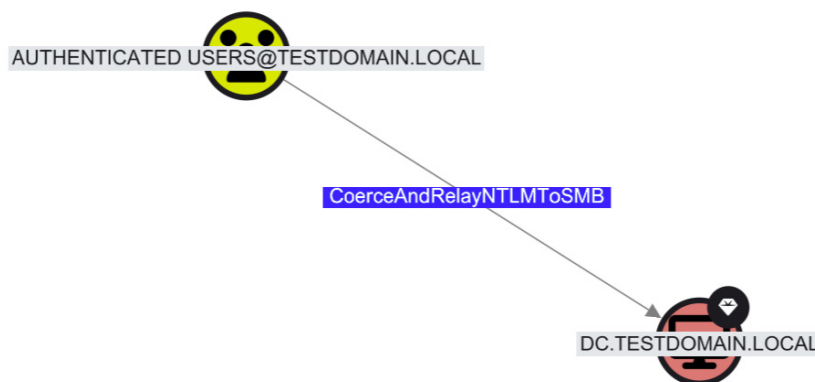 AUTHENTICATED USERS@TESTDOMAIN.LOCAL
CoerceAndRelayNTLMToSMB
DC.TESTDOMAIN.LOCAL